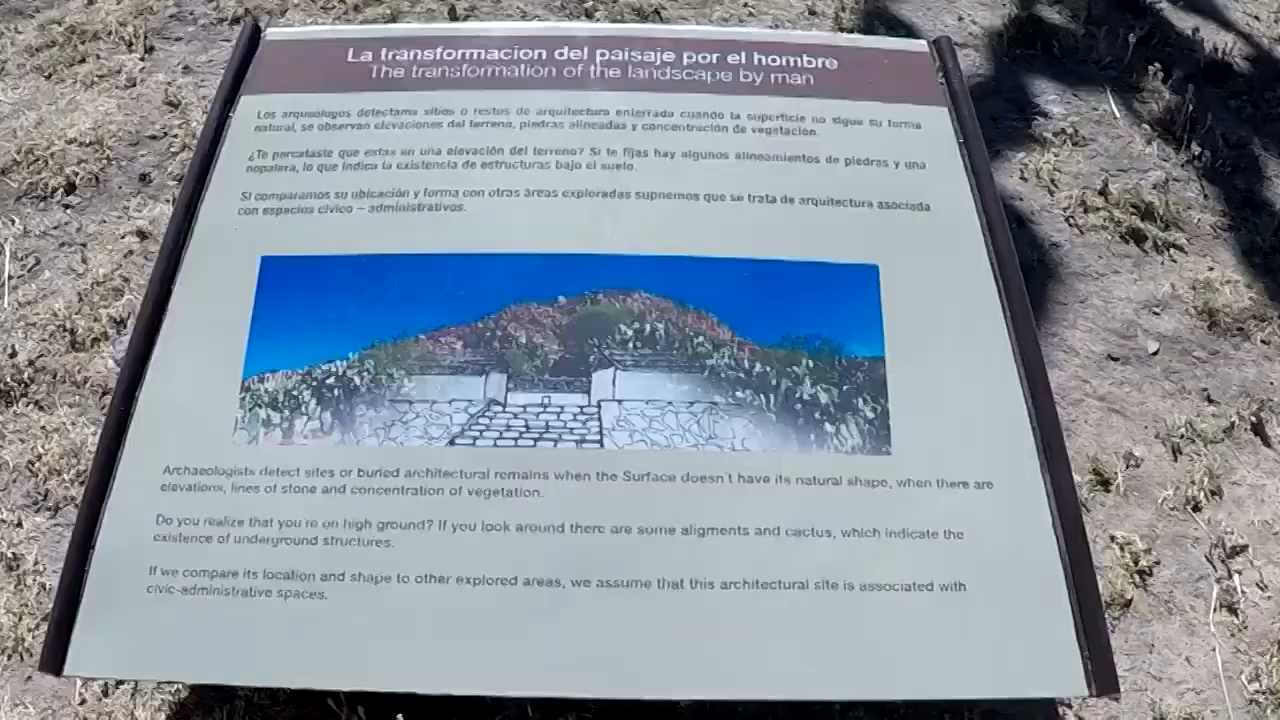 La transformacion del paisaje por el hombre
The transformation of the landscape by man
Los arqueólogos detectams sitios o restos de arquitectura enterrada cuando la superficie no sigue su forma
natural, se observan elevaciones del terreno, piedras alineadas y concentración de vegetación.
¿Te percataste que estas en una elevación del terreno? Si te fijas hay algunos alineamientos de piedras y una
nopalera, lo que indica la existencia de estructuras bajo el suelo.
Si comparamos su ubicación y forma con otras áreas exploradas supnemos que se trata de arquitectura asociada
con espacios cívico – administrativos.
Archaeologists detect sites or buried architectural remains when the Surface doesn't have its natural shape, when there are
elevations, lines of stone and concentration of vegetation.
Do you realize that you're on high ground? If you look around there are some aligments and cactus, which indicate the
existence of underground structures.
If we compare its location and shape to other explored areas, we assume that this architectural site is associated with
civic-administrative spaces.